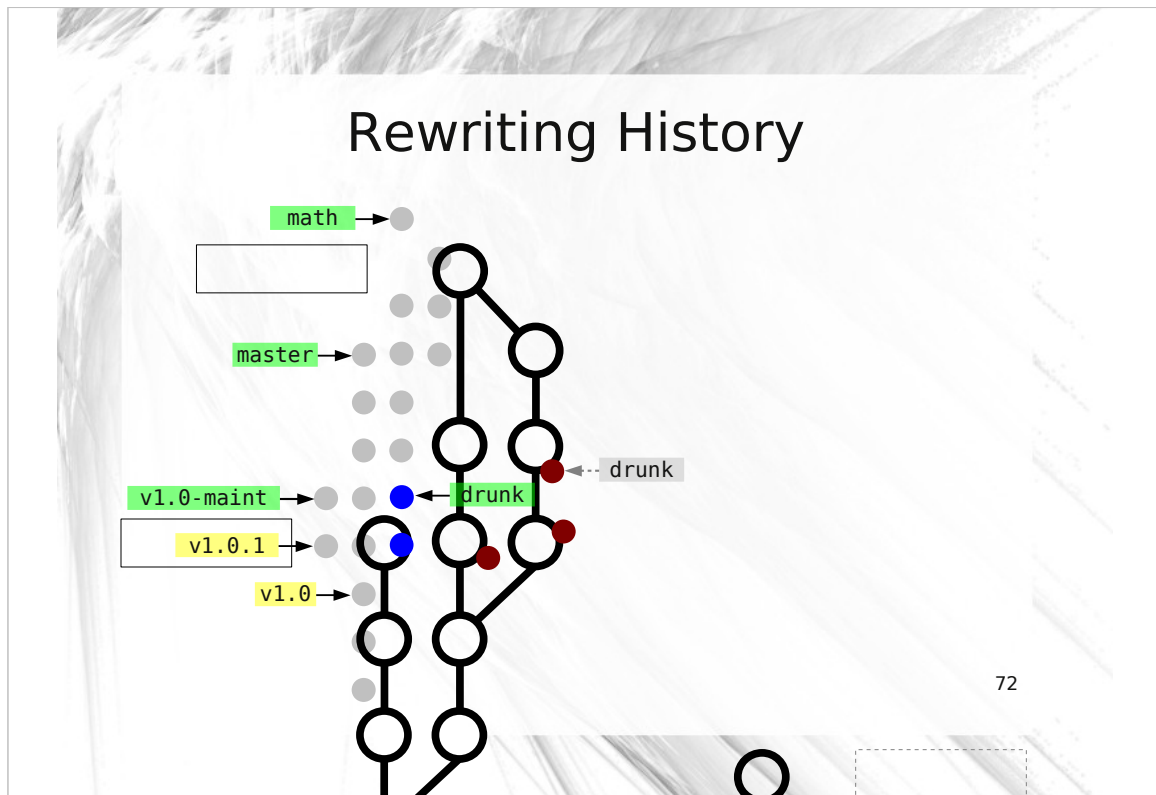 Rewriting History
math
master
drunk
v1.0-maint
drunk
v1.0.1
v1.0
72